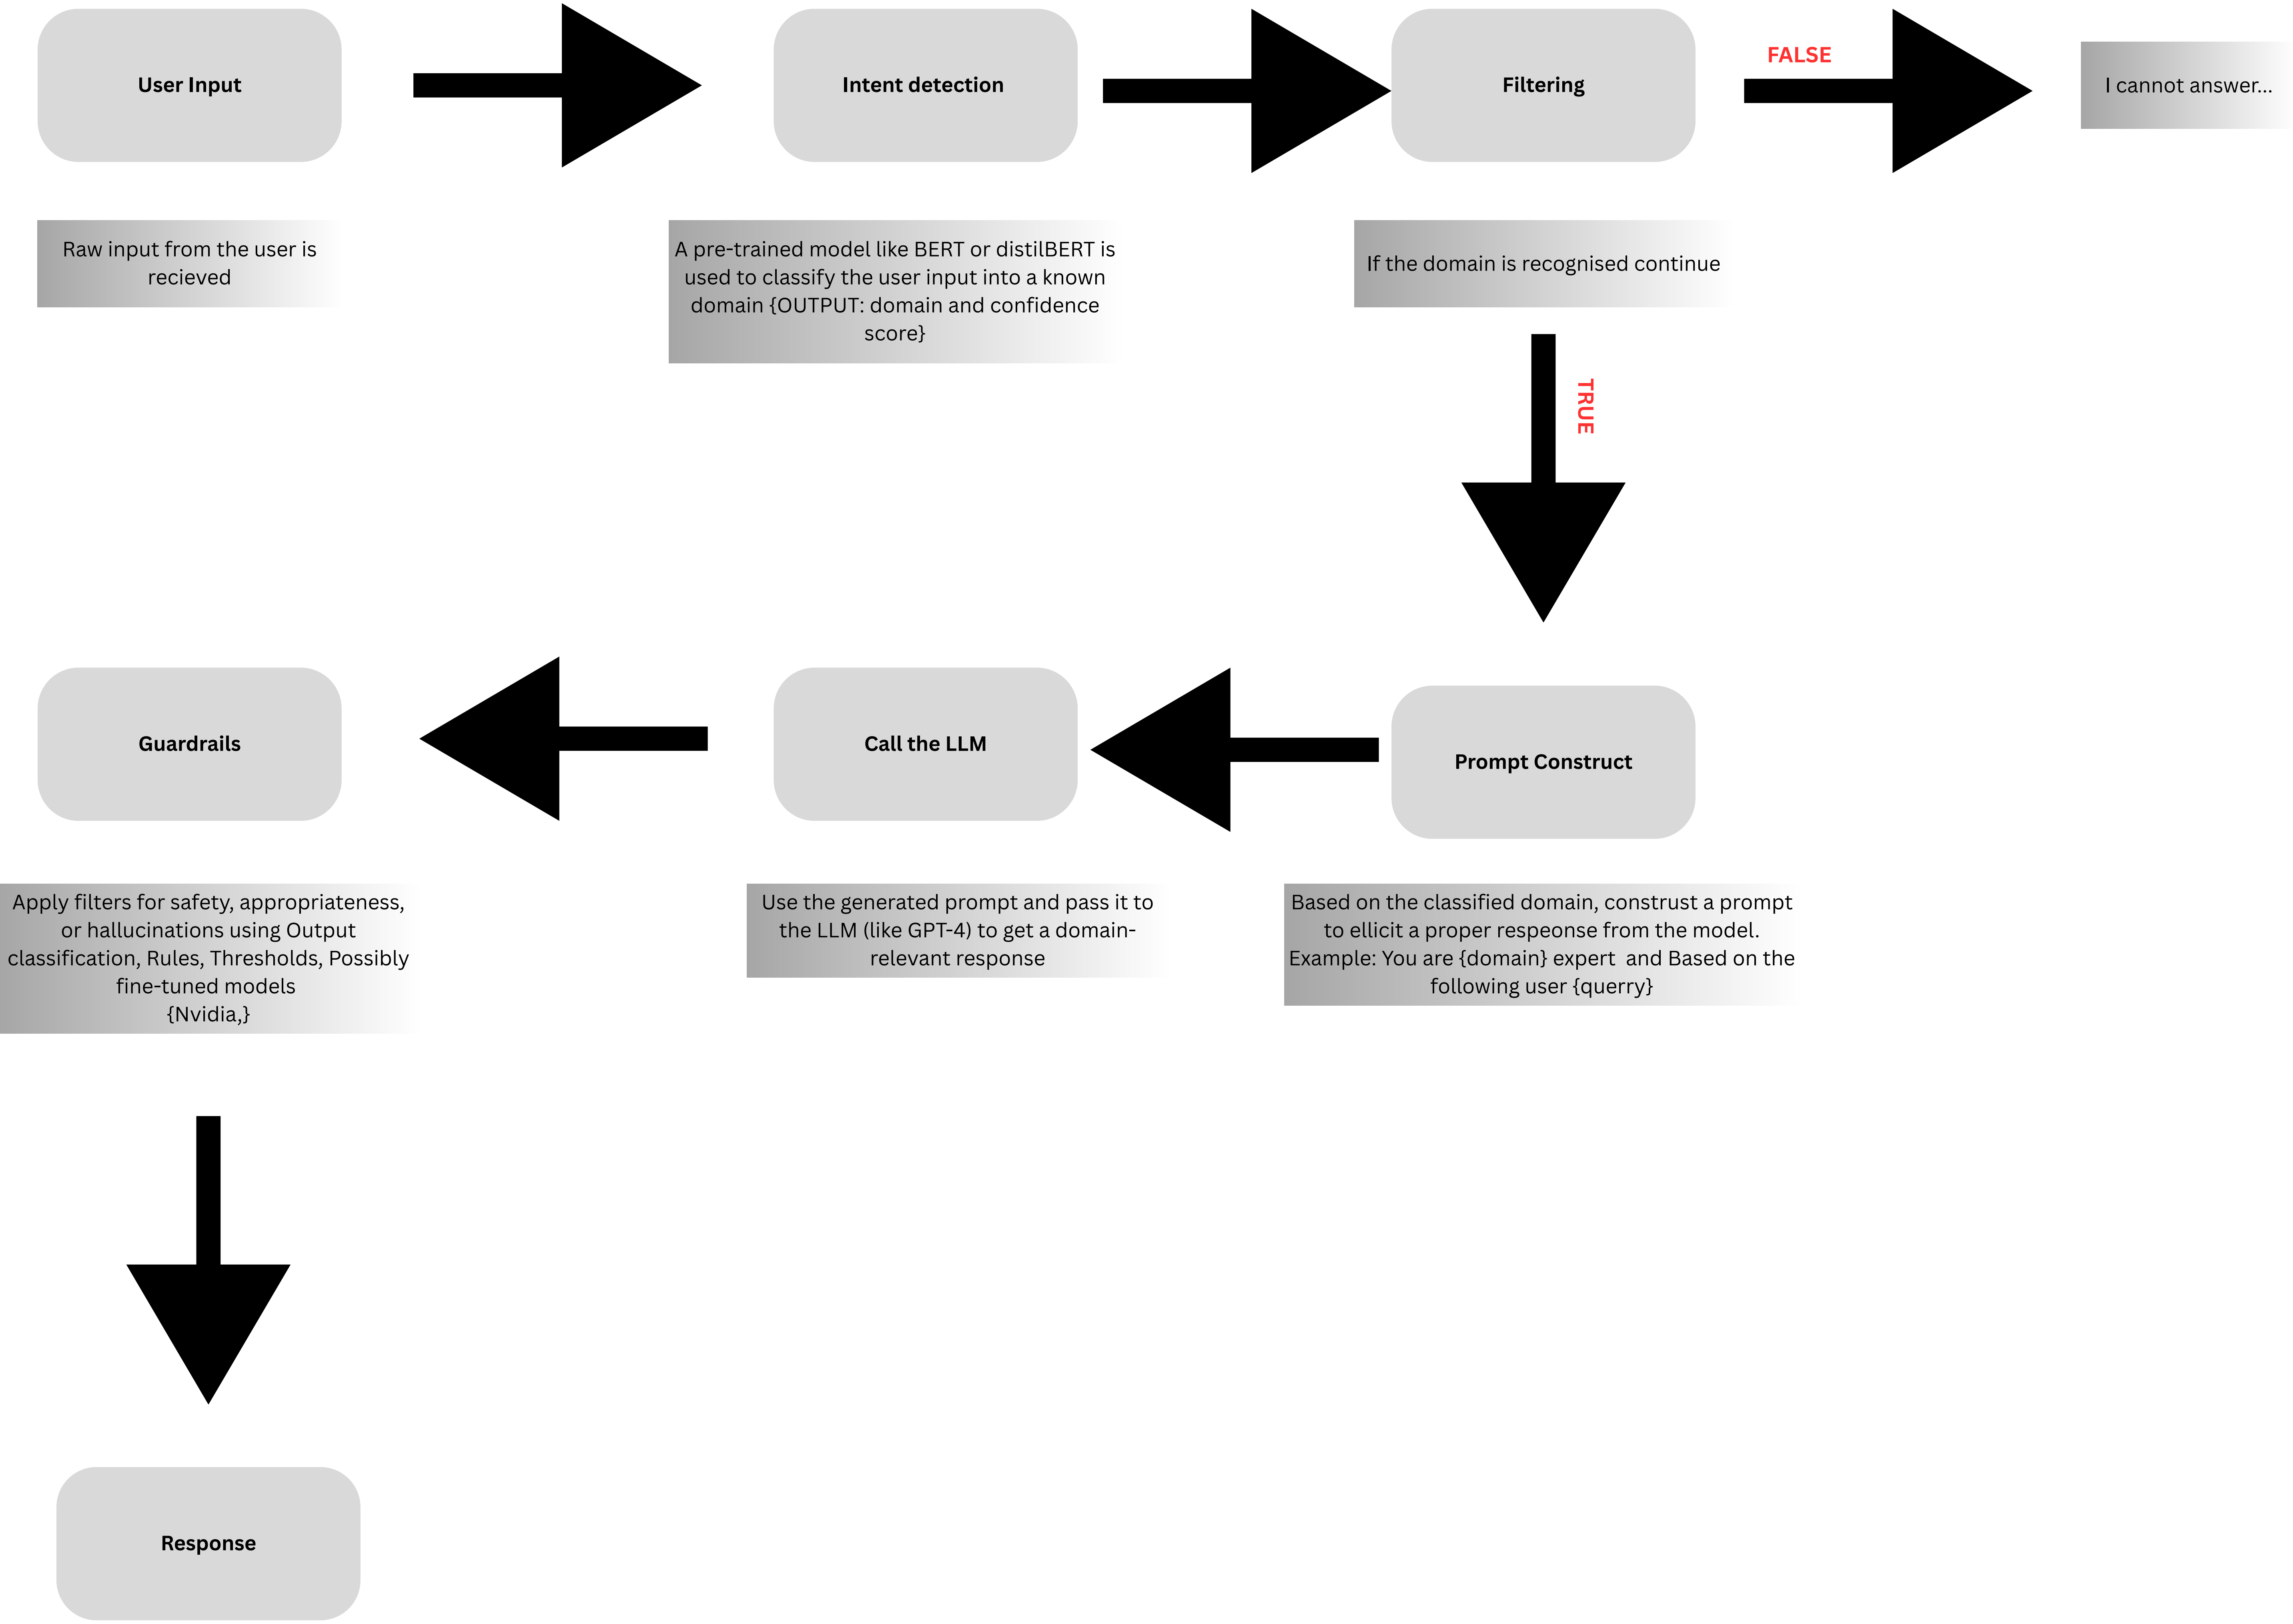 User Input
Intent detection
Filtering
FALSE
I cannot answer...
Raw input from the user is
recieved
A pre-trained model like BERT or distilBERT is
used to classify the user input into a known
domain {OUTPUT: domain and confidence
score}
If the domain is recognised continue
TRUE
Guardrails
Call the LLM
Prompt Construct
Apply filters for safety, appropriateness,
or hallucinations using Output
classification, Rules, Thresholds, Possibly
fine-tuned models
{Nvidia,}
Use the generated prompt and pass it to
the LLM (like GPT-4) to get a domain-
relevant response
Based on the classified domain, construst a prompt
to ellicit a proper respeonse from the model.
Example: You are {domain} expert  and Based on the
following user {querry}
Response